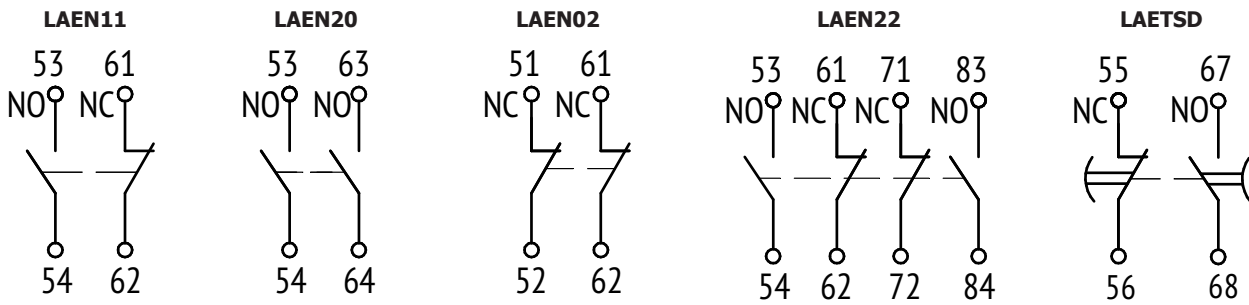 LAEN11 LAEN20 LAEN02 LAEN22 LAETSD
53 61 53 63 51 61 53 61 71 83 55 67
NO NC NO NO NC NC NO NC NC NO NC NO
54 62 54 64 52 62 54 62 72 84 56 68